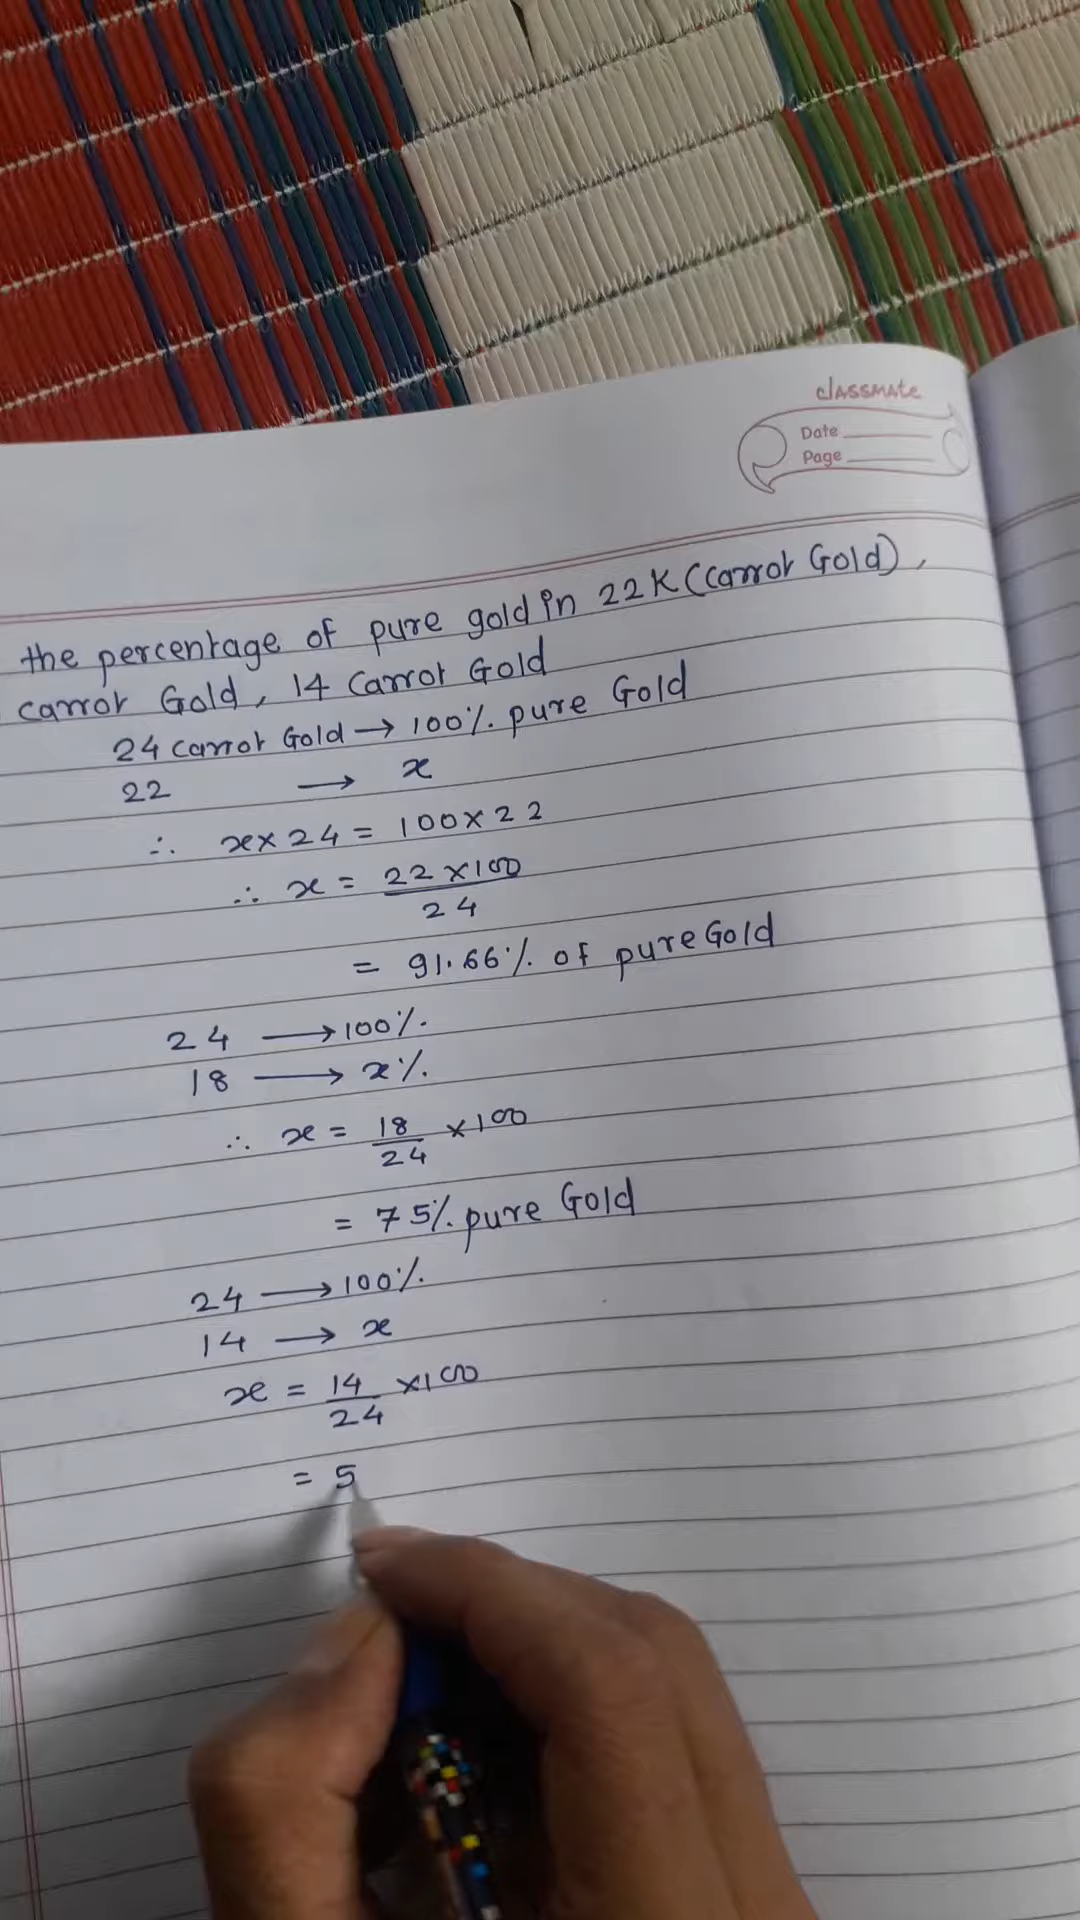 classmate
Date
Page
the percentage of pure gold in 22K (carrot Gold),
carrot Gold, 14 Carrot Gold
24 carrot Gold → 100% pure Gold
22 → x
∴ x × 24 = 100 × 22
∴ x = 22 × 100
24
= 91.66% of pure Gold
24 → 100%
18 → x%
∴ x = 18 × 100
24
= 75% pure Gold
24 → 100%
14 → x
x = 14 × 100
24
= 5